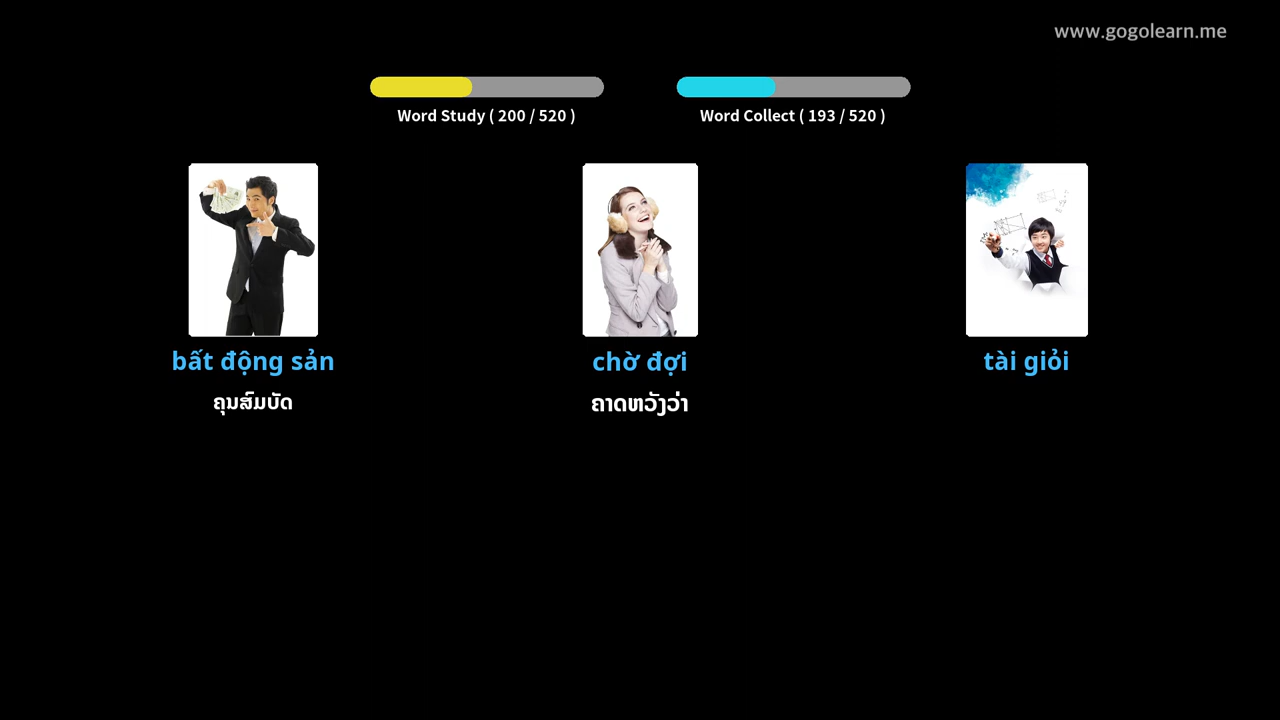 www.gogolearn.me
Word Study ( 200 / 520 )
Word Collect ( 193 / 520 )
bất động sản
chờ đợi
tài giỏi
ຄຸນສົມບັດ
ຄາດຫວັງວ່າ